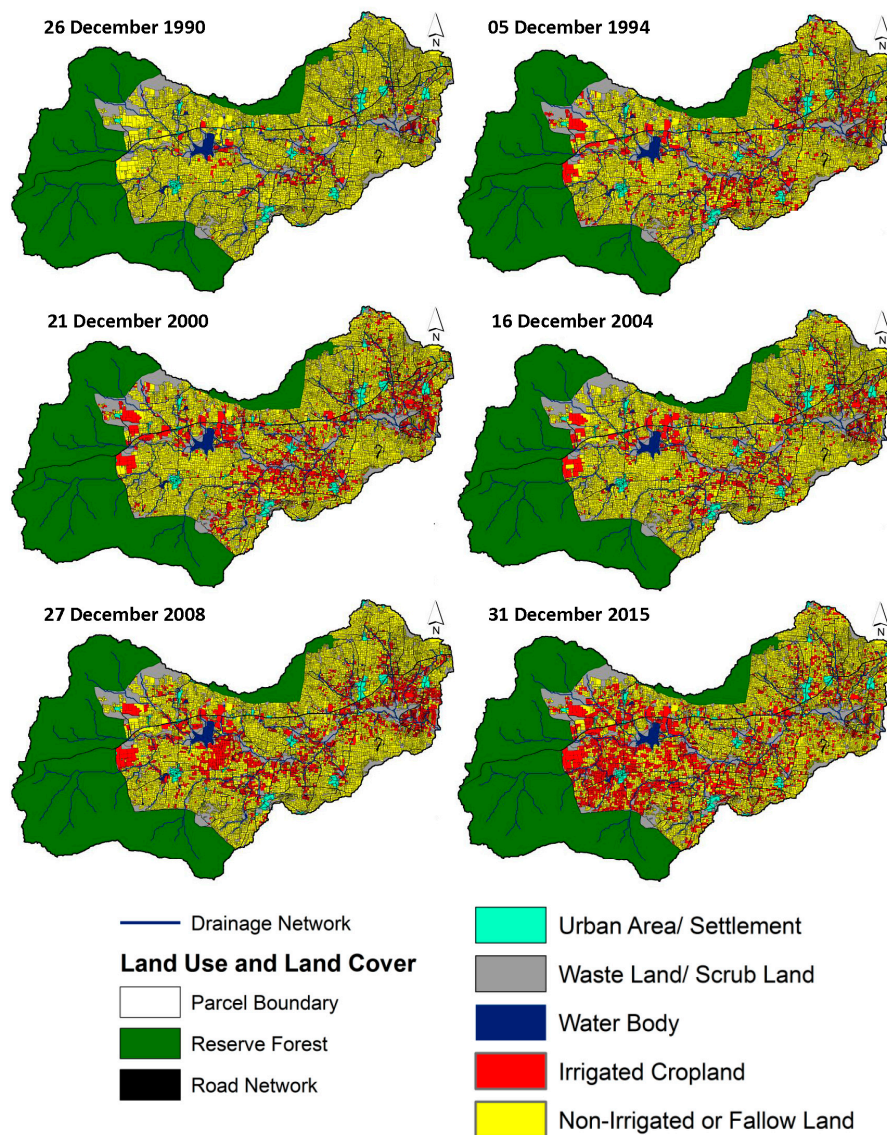 26 December 1990
05 December 1994
N
N
21 December 2000
16 December 2004
N
N
27 December 2008
31 December 2015
N
N
Drainage Network
Land Use and Land Cover
Parcel Boundary
Reserve Forest
Road Network
Urban Area/ Settlement
Waste Land/ Scrub Land
Water Body
Irrigated Cropland
Non-Irrigated or Fallow Land